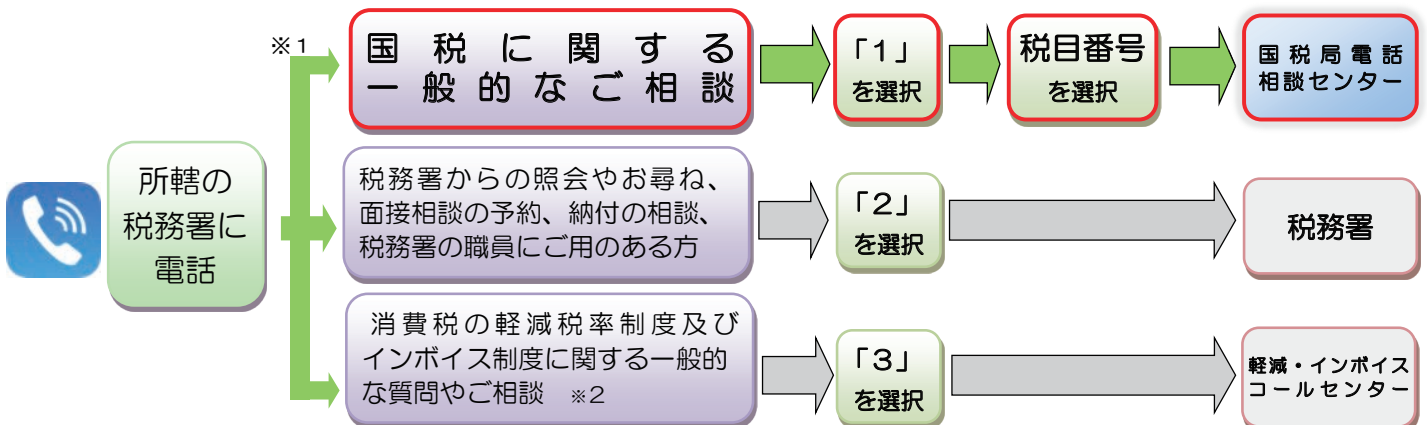 ※1
国税に関する
一般的なご相談
「1」
を選択
税目番号
を選択
国税局電話
相談センター
所轄の
税務署に
電話
税務署からの照会やお尋ね、
面接相談の予約、納付の相談、
税務署の職員にご用のある方
「2」
を選択
税務署
消費税の軽減税率制度及び
インボイス制度に関する一般的
な質問やご相談 ※2
「3」
を選択
軽減・インボイス
コールセンター